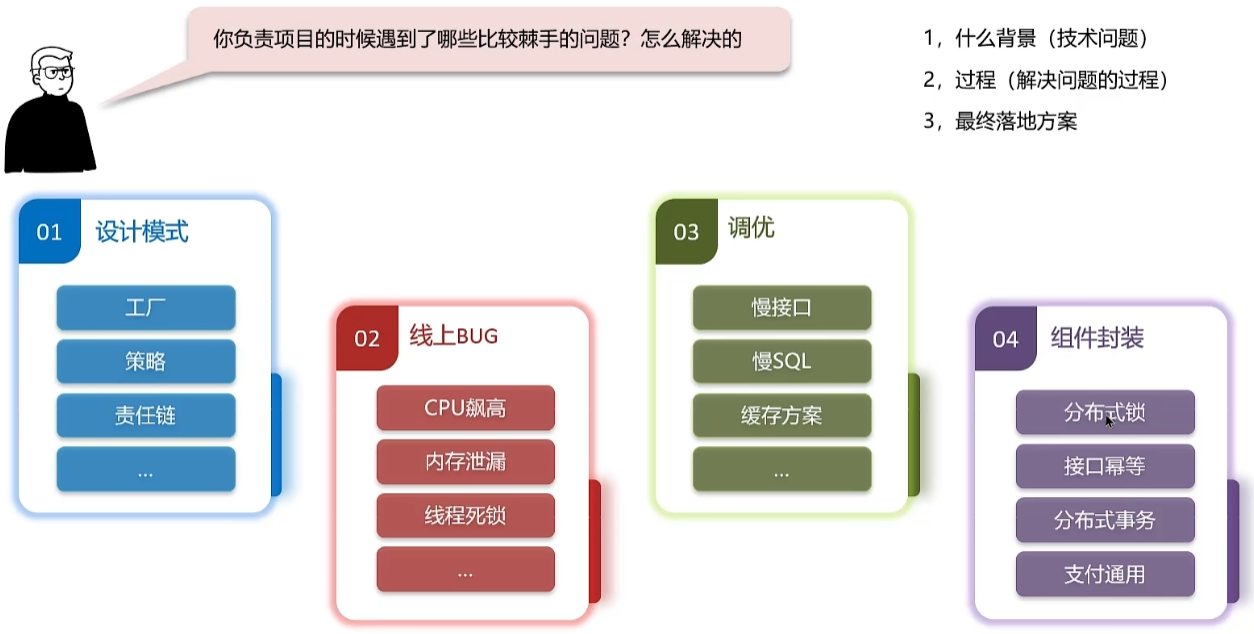 你负责项目的时候遇到了哪些比较棘手的问题？怎么解决的
1，什么背景（技术问题）
2，过程（解决问题的过程）
3，最终落地方案
01
设计模式
工厂
策略
责任链
...
02
线上BUG
CPU飙高
内存泄漏
线程死锁
...
03
调优
慢接口
慢SQL
缓存方案
...
04
组件封装
分布式锁
接口幂等
分布式事务
支付通用